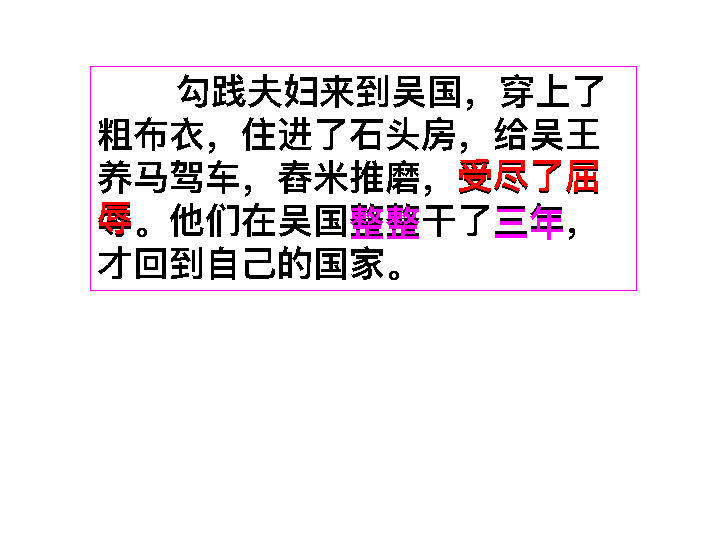 勾践夫妇来到吴国，穿上了
粗布衣，住进了石头房，给吴王
养马驾车，舂米推磨，受尽了屈
辱。他们在吴国整整干了三年，
才回到自己的国家。